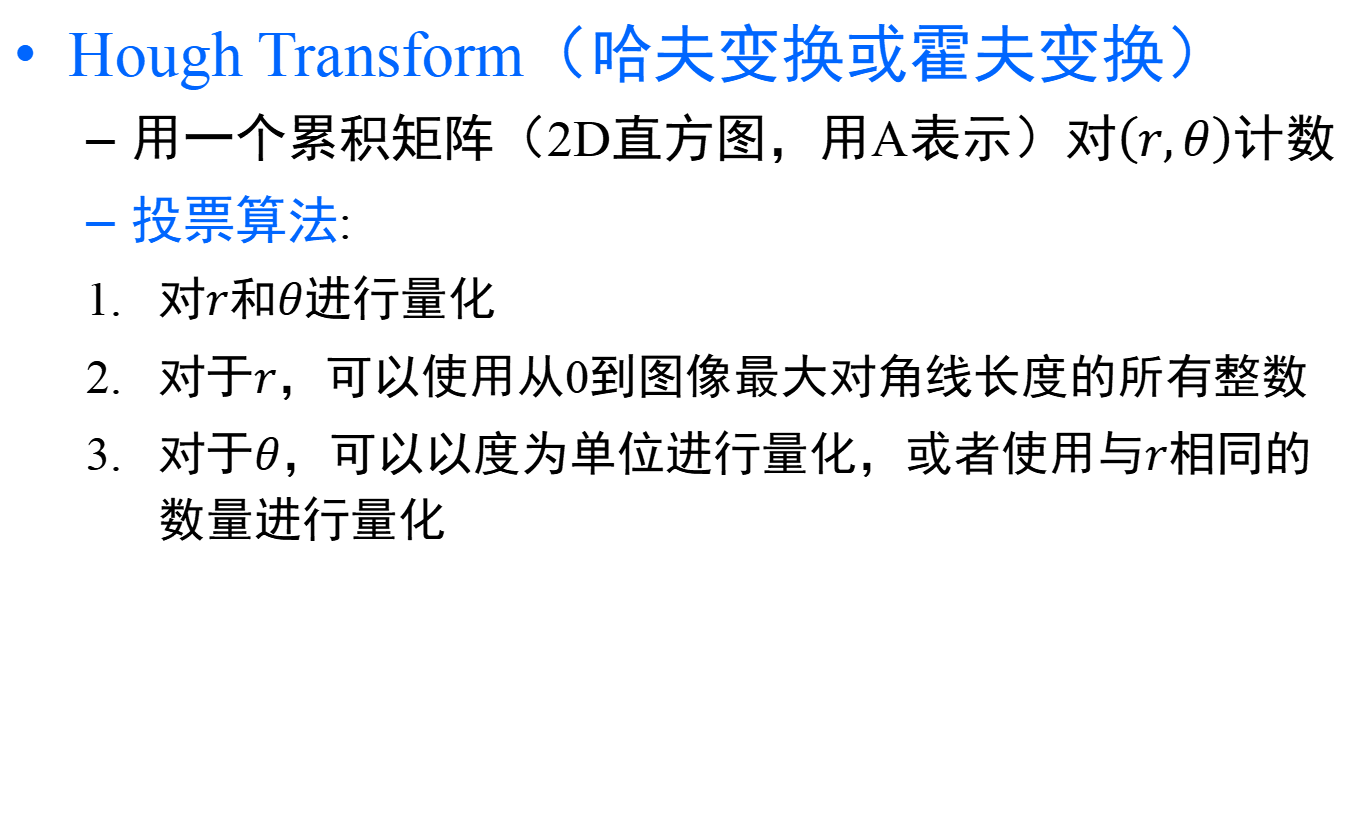 • Hough Transform（哈夫变换或霍夫变换）
– 用一个累积矩阵（2D直方图，用A表示）对(r, θ)计数
– 投票算法:
1. 对r和θ进行量化
2. 对于r，可以使用从0到图像最大对角线长度的所有整数
3. 对于θ，可以以度为单位进行量化，或者使用与r相同的
数量进行量化